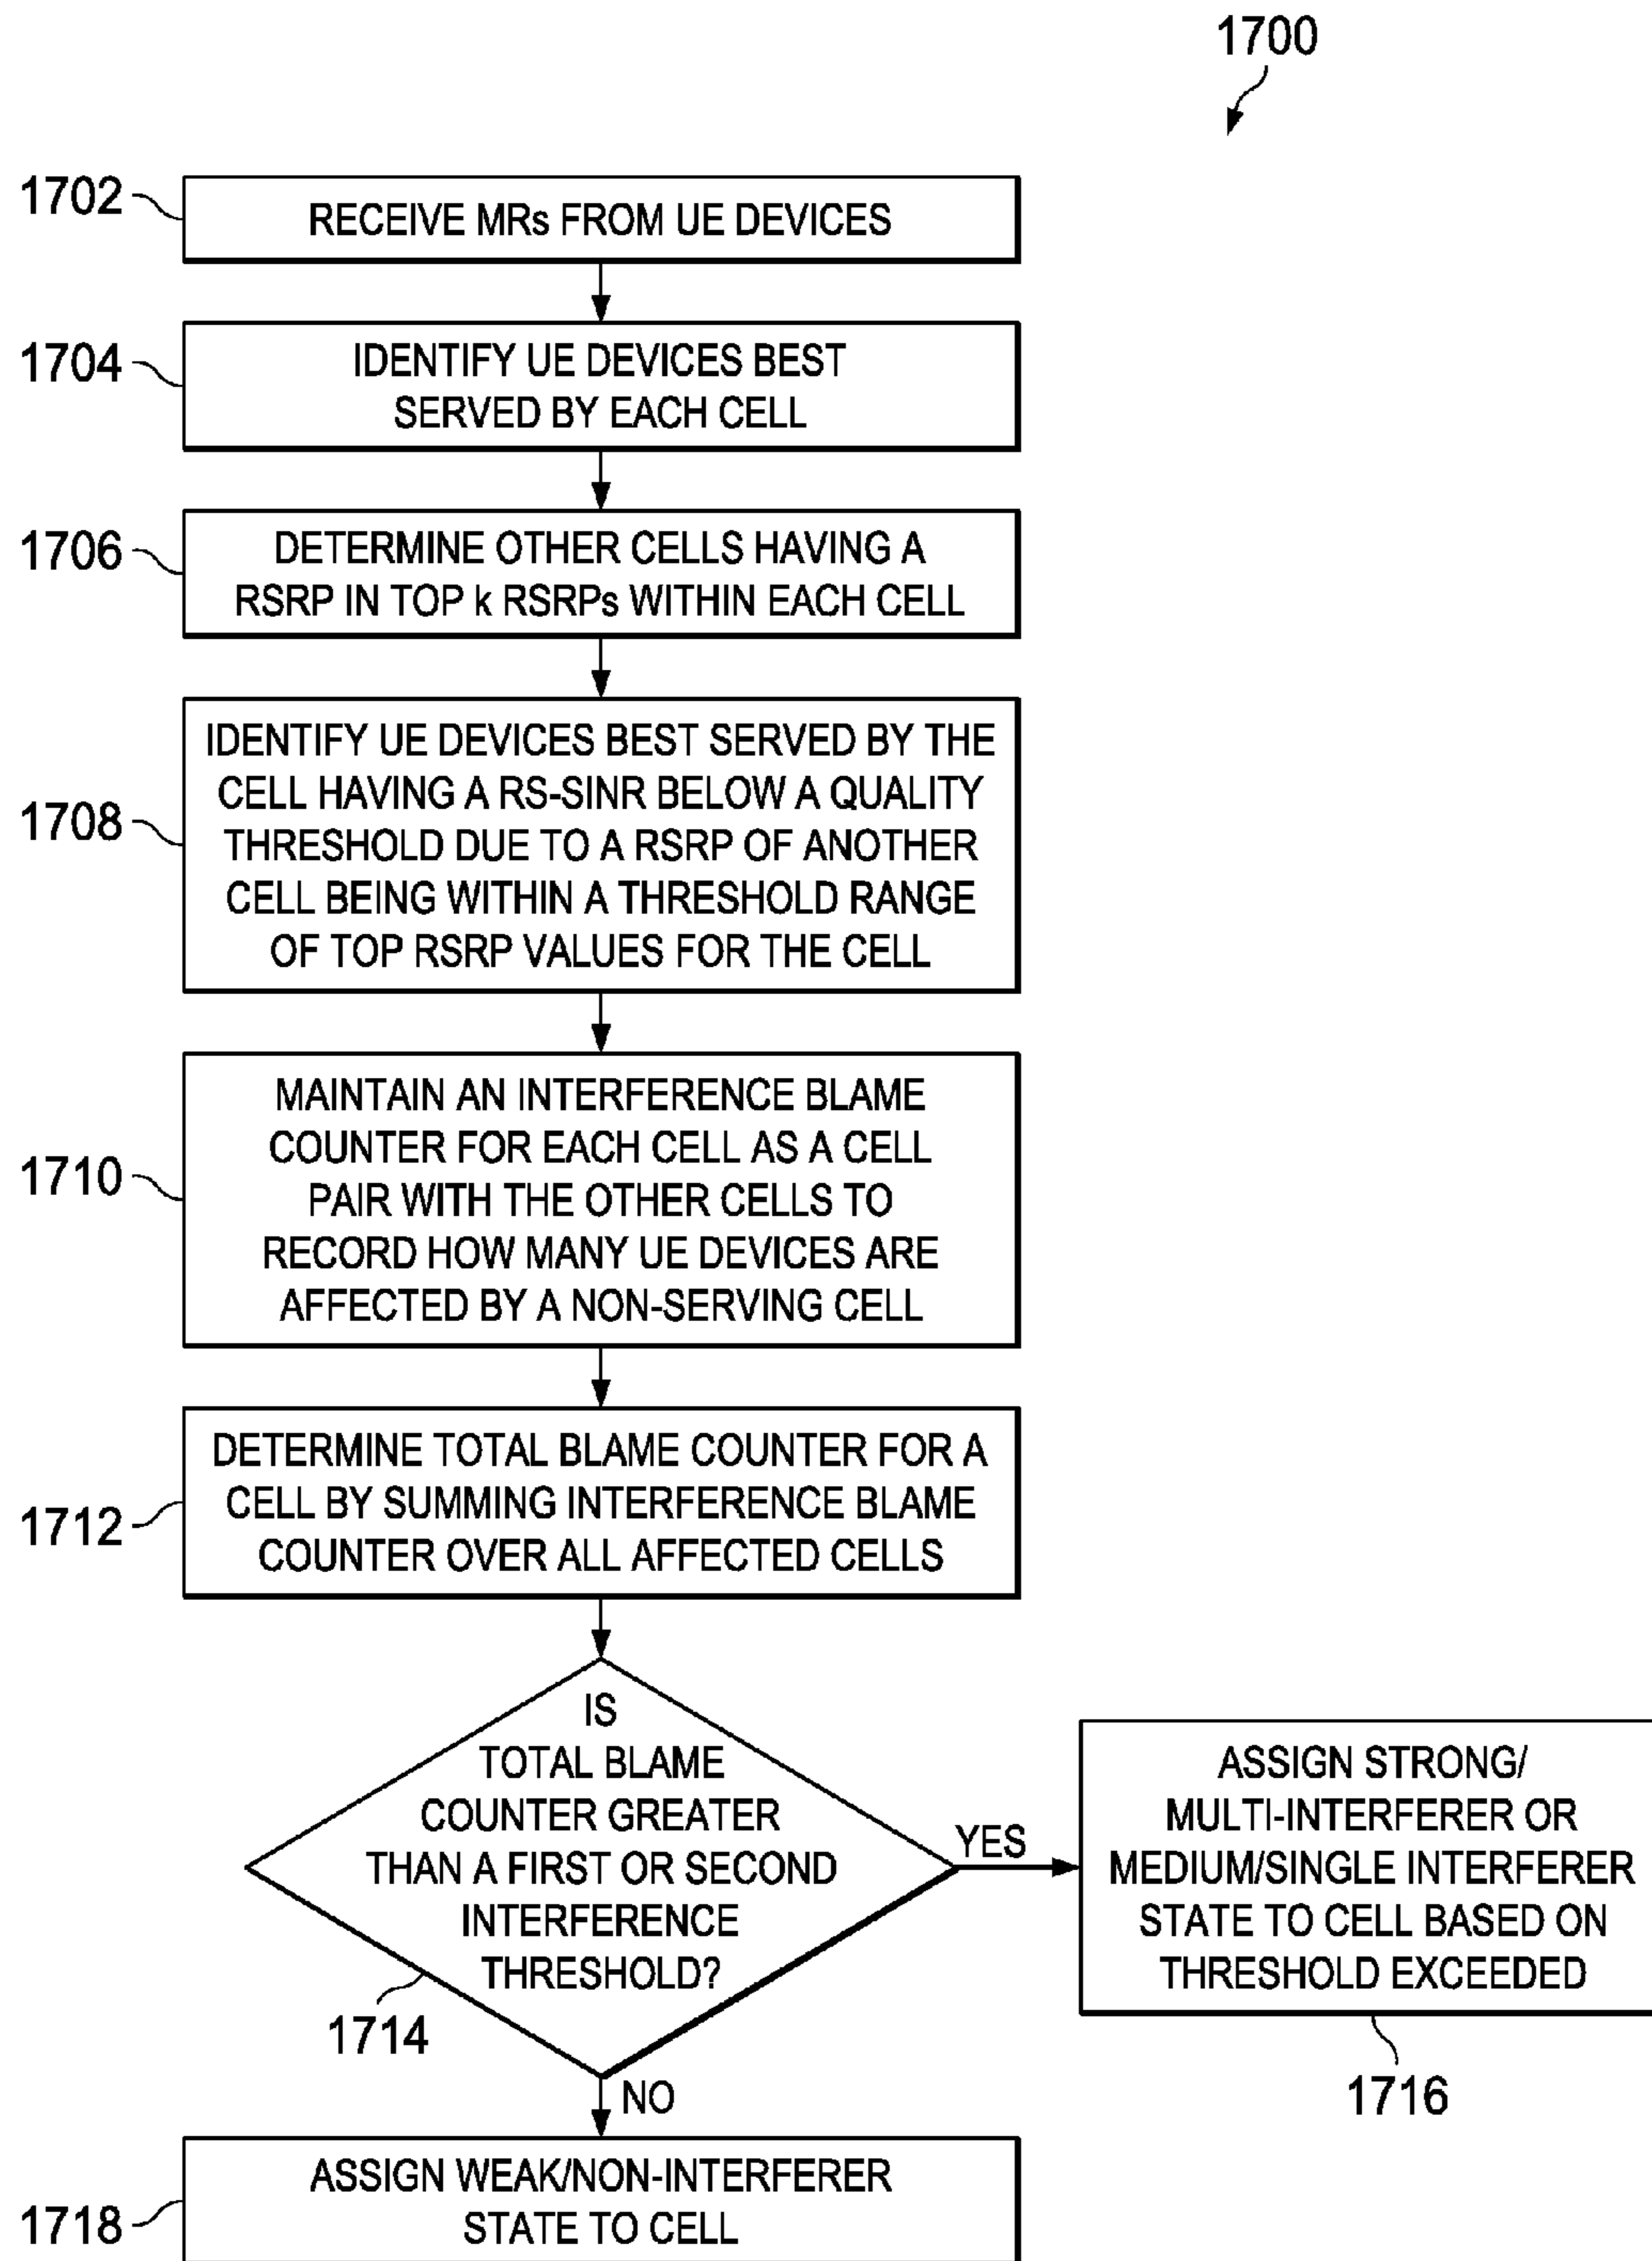 1700
1702
RECEIVE MRs FROM UE DEVICES
1704
IDENTIFY UE DEVICES BEST
SERVED BY EACH CELL
1706
DETERMINE OTHER CELLS HAVING A
RSRP IN TOP k RSRPs WITHIN EACH CELL
1708
IDENTIFY UE DEVICES BEST SERVED BY THE
CELL HAVING A RS-SINR BELOW A QUALITY
THRESHOLD DUE TO A RSRP OF ANOTHER
CELL BEING WITHIN A THRESHOLD RANGE
OF TOP RSRP VALUES FOR THE CELL
1710
MAINTAIN AN INTERFERENCE BLAME
COUNTER FOR EACH CELL AS A CELL
PAIR WITH THE OTHER CELLS TO
RECORD HOW MANY UE DEVICES ARE
AFFECTED BY A NON-SERVING CELL
1712
DETERMINE TOTAL BLAME COUNTER FOR A
CELL BY SUMMING INTERFERENCE BLAME
COUNTER OVER ALL AFFECTED CELLS
IS
TOTAL BLAME
COUNTER GREATER
THAN A FIRST OR SECOND
INTERFERENCE
THRESHOLD?
1714
YES
ASSIGN STRONG/
MULTI-INTERFERER OR
MEDIUM/SINGLE INTERFERER
STATE TO CELL BASED ON
THRESHOLD EXCEEDED
1716
NO
1718
ASSIGN WEAK/NON-INTERFERER
STATE TO CELL